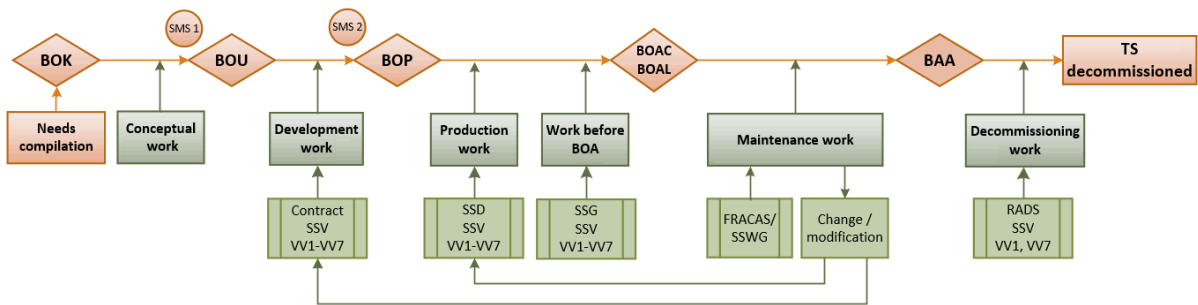 SMS 1
SMS 2
BOK
BOU
BOP
BOAC
BOAL
BAA
TS
decommissioned
Needs
compilation
Conceptual
work
Development
work
Production
work
Work before
BOA
Maintenance work
Decommissioning
work
Contract
SSV
VV1-VV7
SSD
SSV
VV1-VV7
SSG
SSV
VV1-VV7
FRACAS/
SSWG
Change /
modification
RADS
SSV
VV1, VV7